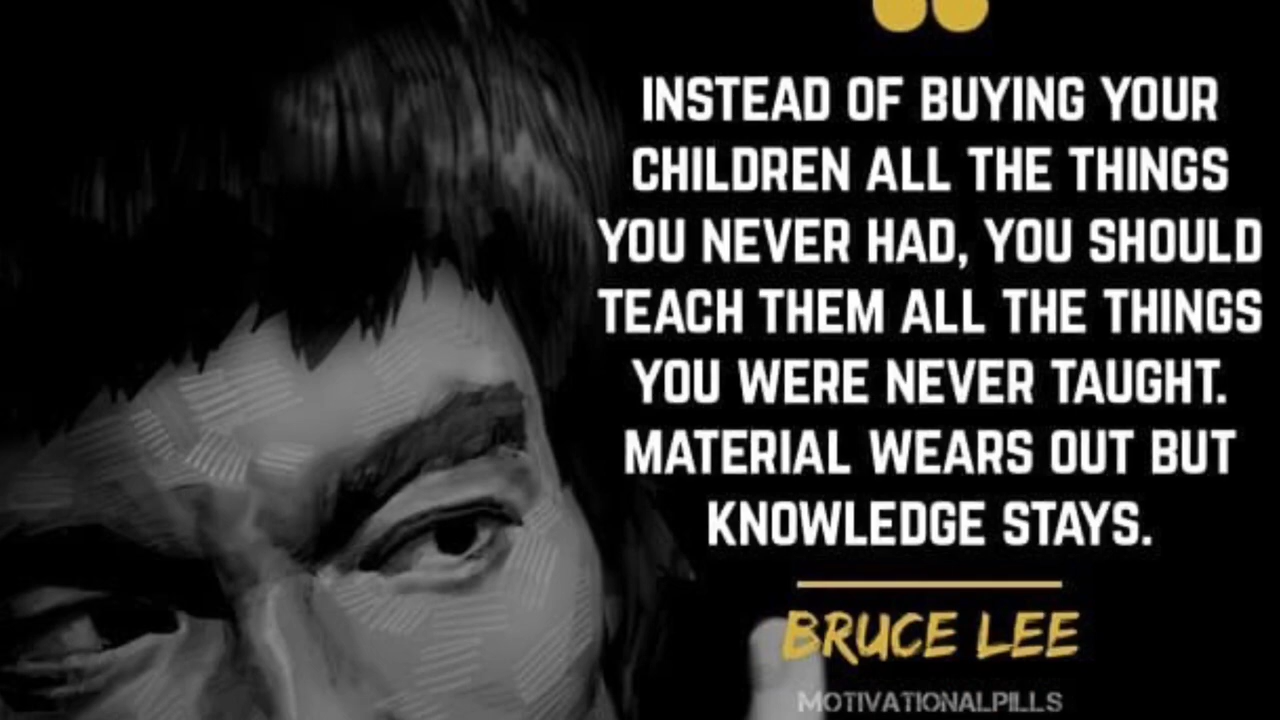 INSTEAD OF BUYING YOUR
CHILDREN ALL THE THINGS
YOU NEVER HAD, YOU SHOULD
TEACH THEM ALL THE THINGS
YOU WERE NEVER TAUGHT.
MATERIAL WEARS OUT BUT
KNOWLEDGE STAYS.
BRUCE LEE
MOTIVATIONALPILLS